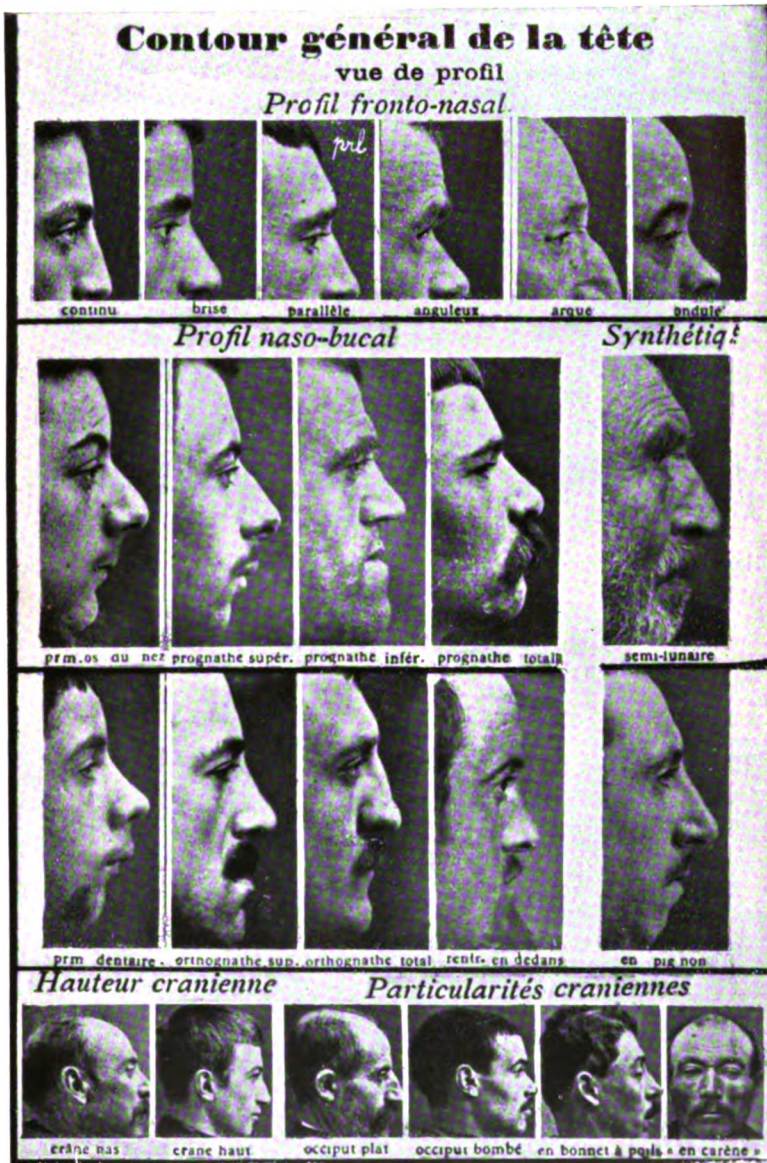 Contour général de la tête
vue de profil
Profil fronto-nasal.
prl
continu brisé parallèle anguleux arqué ondulé
Profil naso-bucal Synthétiq.
prm.os du nez prognathe supér. prognathe infér. prognathe total semi-lunaire
prm dentaire. orthognathe sup. orthognathe total rentr. en dedans en pignon
Hauteur cranienne Particularités craniennes
crâne bas crane haut occiput plat occiput bombé en bonnet à poils « en carène »